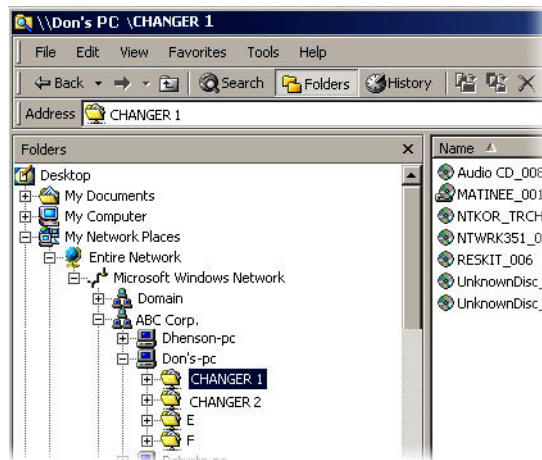 \\Don's PC \CHANGER 1
File Edit View Favorites Tools Help
Back Search Folders History
Address CHANGER 1
Folders
Name
Desktop
My Documents
My Computer
My Network Places
Entire Network
Microsoft Windows Network
Domain
ABC Corp.
Dhenson-pc
Don's-pc
CHANGER 1
CHANGER 2
E
F
Audio CD_008
MATINEE_001
NTKOR_TRCH
NTWRK351_0
RESKIT_006
UnknownDisc_
UnknownDisc_